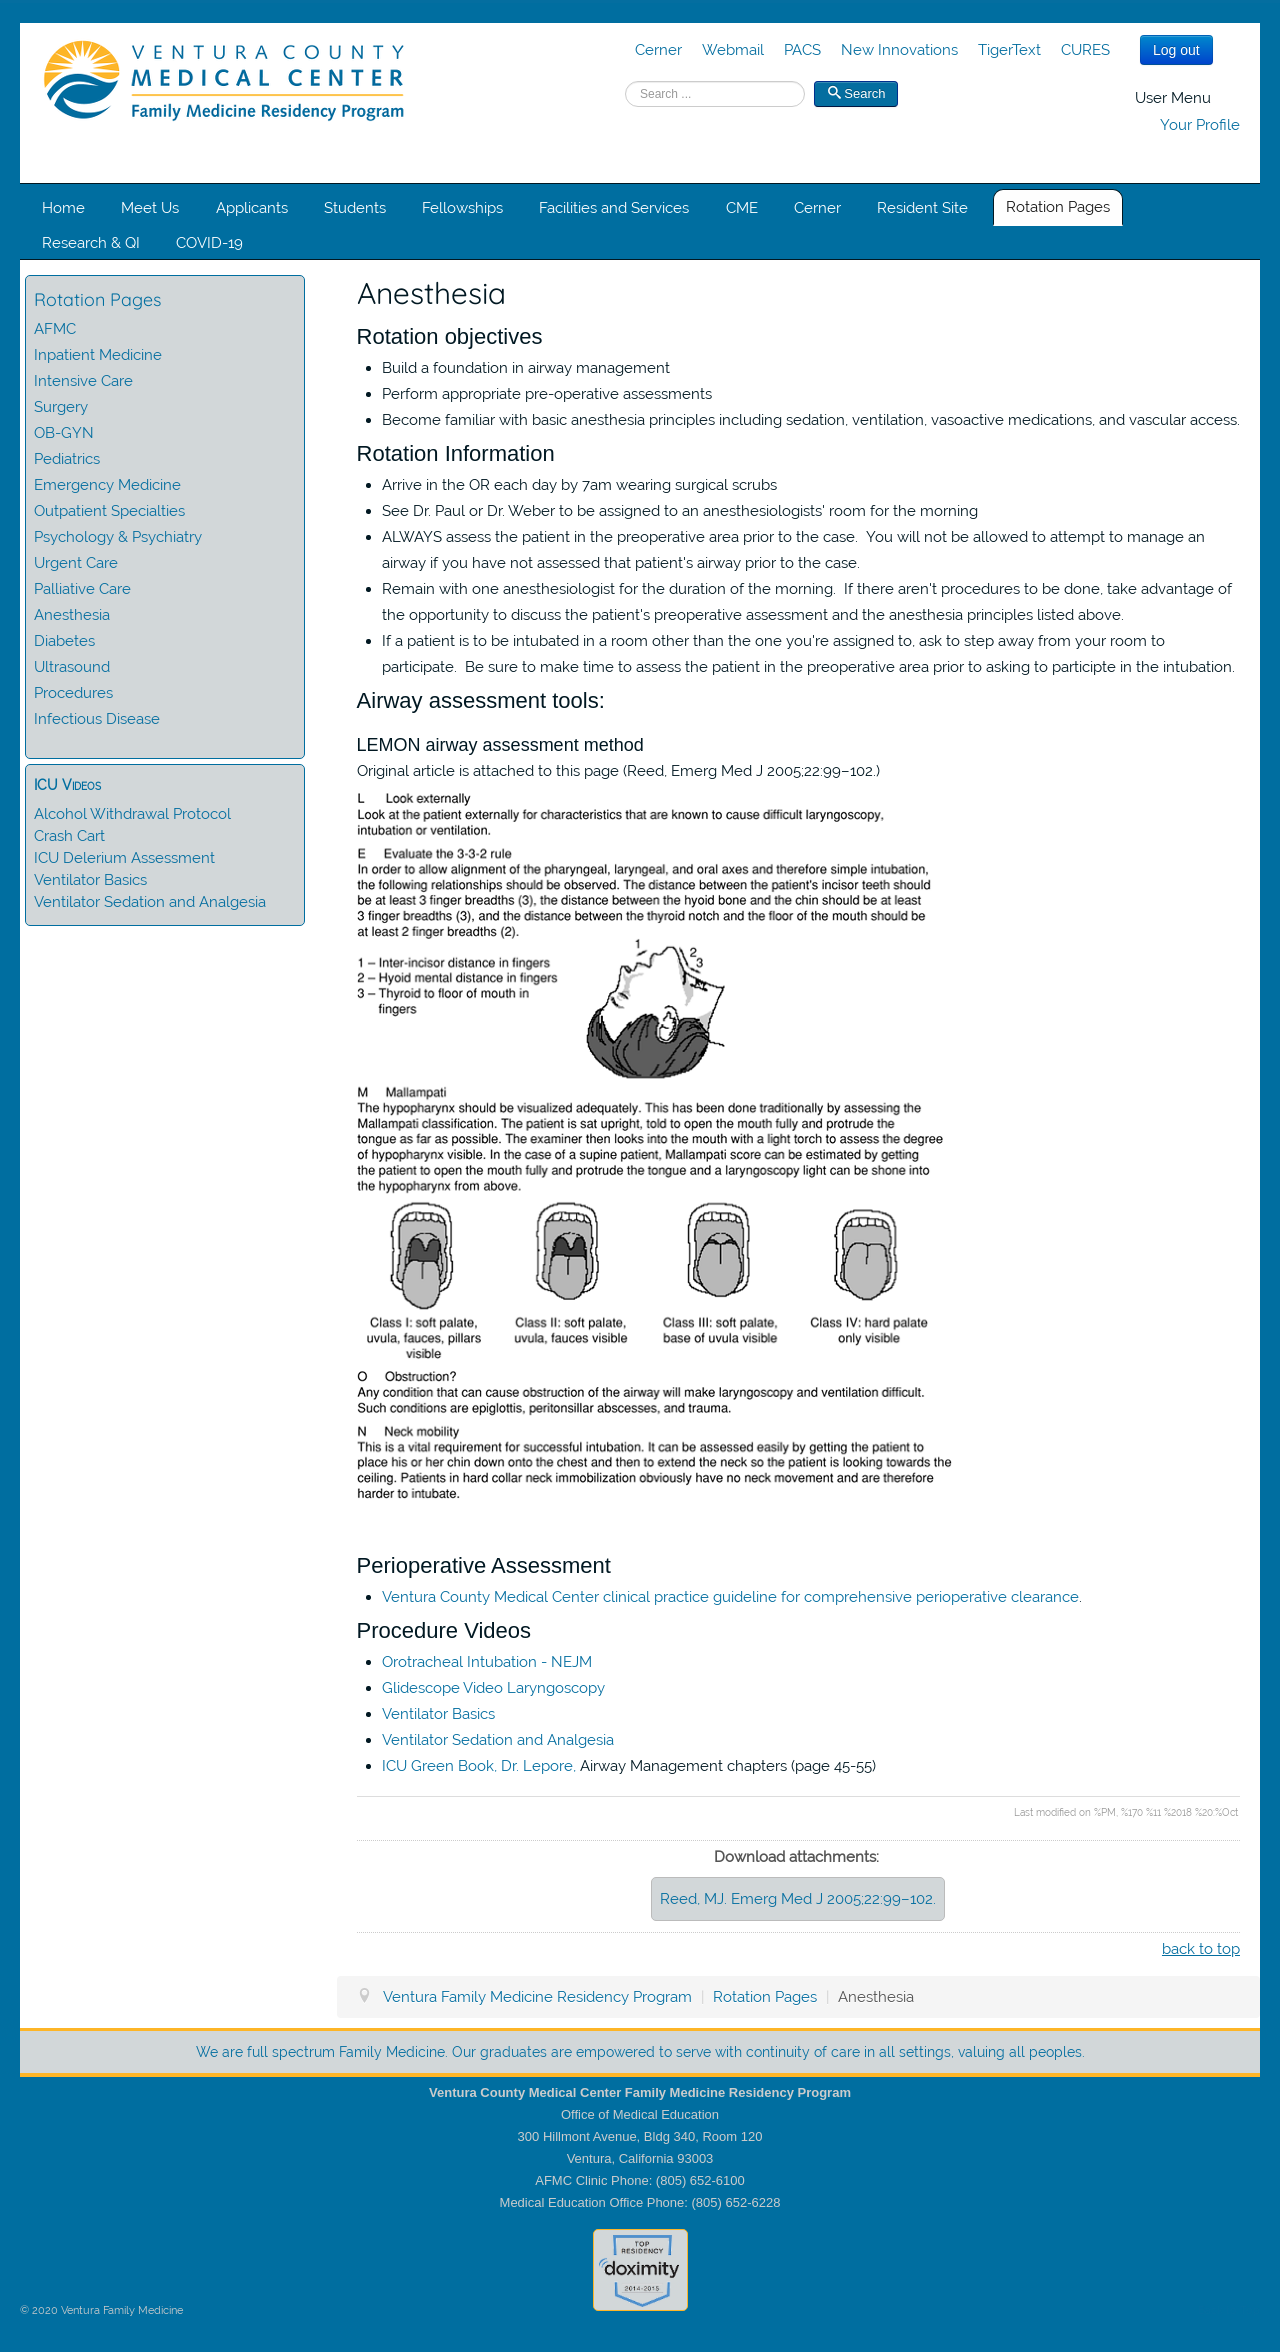 VENTURA COUNTY
MEDICAL CENTER
Family Medicine Residency Program
Cerner Webmail PACS New Innovations TigerText CURES Log out
Search ... Search
User Menu
Your Profile
Home Meet Us Applicants Students Fellowships Facilities and Services CME Cerner Resident Site Rotation Pages
Research & QI COVID-19
Rotation Pages
AFMC
Inpatient Medicine
Intensive Care
Surgery
OB-GYN
Pediatrics
Emergency Medicine
Outpatient Specialties
Psychology & Psychiatry
Urgent Care
Palliative Care
Anesthesia
Diabetes
Ultrasound
Procedures
Infectious Disease
ICU Videos
Alcohol Withdrawal Protocol
Crash Cart
ICU Delerium Assessment
Ventilator Basics
Ventilator Sedation and Analgesia
Anesthesia
Rotation objectives
Build a foundation in airway management
Perform appropriate pre-operative assessments
Become familiar with basic anesthesia principles including sedation, ventilation, vasoactive medications, and vascular access.
Rotation Information
Arrive in the OR each day by 7am wearing surgical scrubs
See Dr. Paul or Dr. Weber to be assigned to an anesthesiologists' room for the morning
ALWAYS assess the patient in the preoperative area prior to the case.  You will not be allowed to attempt to manage an
airway if you have not assessed that patient's airway prior to the case.
Remain with one anesthesiologist for the duration of the morning.  If there aren't procedures to be done, take advantage of
the opportunity to discuss the patient's preoperative assessment and the anesthesia principles listed above.
If a patient is to be intubated in a room other than the one you're assigned to, ask to step away from your room to
participate.  Be sure to make time to assess the patient in the preoperative area prior to asking to participte in the intubation.
Airway assessment tools:
LEMON airway assessment method
Original article is attached to this page (Reed, Emerg Med J 2005;22:99–102.)
L Look externally
Look at the patient externally for characteristics that are known to cause difficult laryngoscopy,
intubation or ventilation.
E Evaluate the 3-3-2 rule
In order to allow alignment of the pharyngeal, laryngeal, and oral axes and therefore simple intubation,
the following relationships should be observed. The distance between the patient's incisor teeth should
be at least 3 finger breadths (3), the distance between the hyoid bone and the chin should be at least
3 finger breadths (3), and the distance between the thyroid notch and the floor of the mouth should be
at least 2 finger breadths (2).
1 – Inter-incisor distance in fingers
2 – Hyoid mental distance in fingers
3 – Thyroid to floor of mouth in
fingers
1
2
3
M Mallampati
The hypopharynx should be visualized adequately. This has been done traditionally by assessing the
Mallampati classification. The patient is sat upright, told to open the mouth fully and protrude the
tongue as far as possible. The examiner then looks into the mouth with a light torch to assess the degree
of hypopharynx visible. In the case of a supine patient, Mallampati score can be estimated by getting
the patient to open the mouth fully and protrude the tongue and a laryngoscopy light can be shone into
the hypopharynx from above.
Class I: soft palate,
uvula, fauces, pillars
visible
Class II: soft palate,
uvula, fauces visible
Class III: soft palate,
base of uvula visible
Class IV: hard palate
only visible
O Obstruction?
Any condition that can cause obstruction of the airway will make laryngoscopy and ventilation difficult.
Such conditions are epiglottis, peritonsillar abscesses, and trauma.
N Neck mobility
This is a vital requirement for successful intubation. It can be assessed easily by getting the patient to
place his or her chin down onto the chest and then to extend the neck so the patient is looking towards the
ceiling. Patients in hard collar neck immobilization obviously have no neck movement and are therefore
harder to intubate.
Perioperative Assessment
Ventura County Medical Center clinical practice guideline for comprehensive perioperative clearance.
Procedure Videos
Orotracheal Intubation - NEJM
Glidescope Video Laryngoscopy
Ventilator Basics
Ventilator Sedation and Analgesia
ICU Green Book, Dr. Lepore, Airway Management chapters (page 45-55)
Last modified on %PM, %170 %11 %2018 %20:%Oct
Download attachments:
Reed, MJ. Emerg Med J 2005;22:99–102.
back to top
Ventura Family Medicine Residency Program | Rotation Pages | Anesthesia
We are full spectrum Family Medicine. Our graduates are empowered to serve with continuity of care in all settings, valuing all peoples.
Ventura County Medical Center Family Medicine Residency Program
Office of Medical Education
300 Hillmont Avenue, Bldg 340, Room 120
Ventura, California 93003
AFMC Clinic Phone: (805) 652-6100
Medical Education Office Phone: (805) 652-6228
TOP
RESIDENCY
doximity
2014-2015
© 2020 Ventura Family Medicine